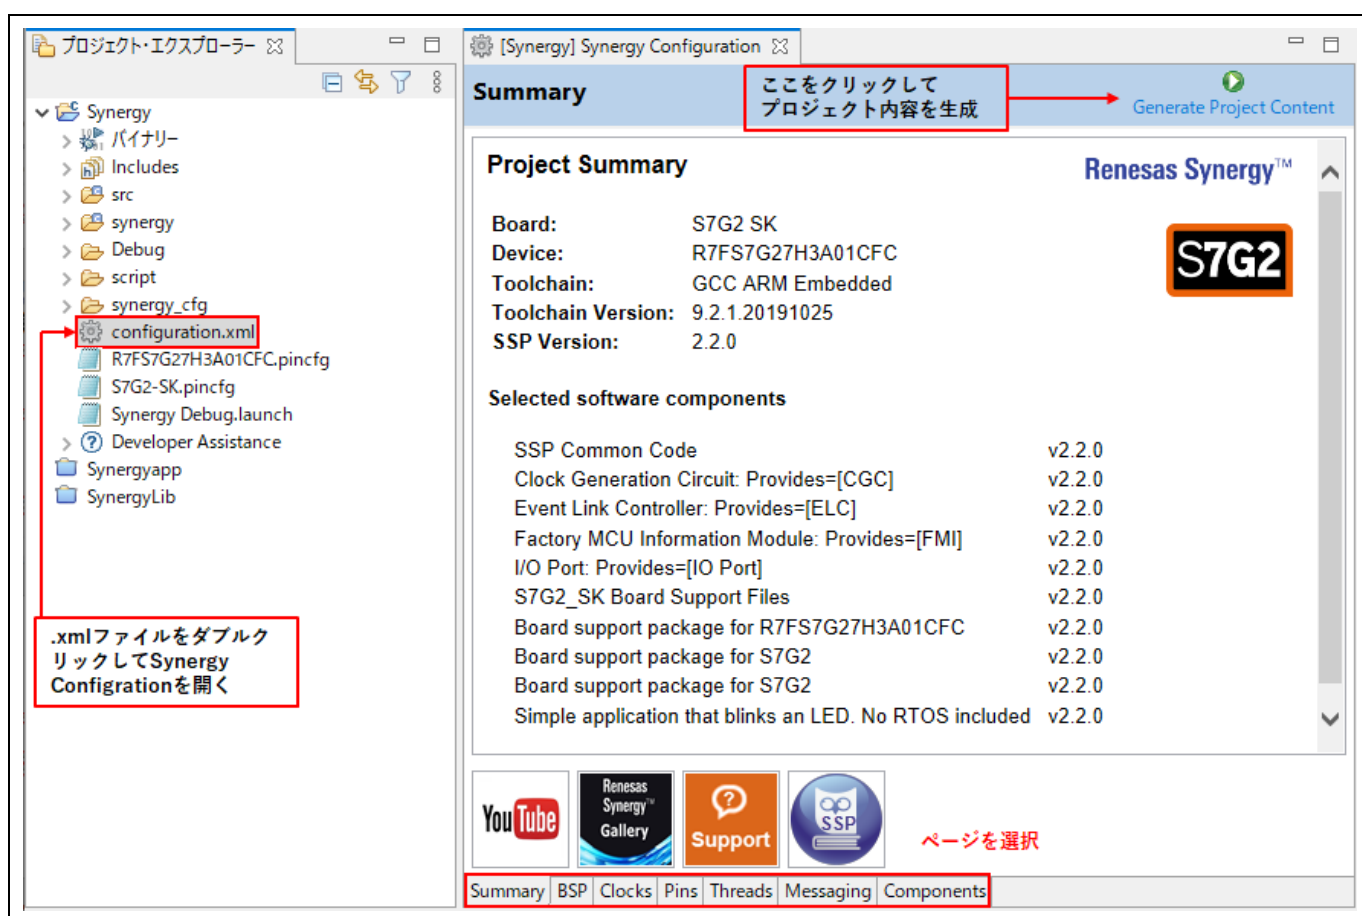 プロジェクト・エクスプローラー
Synergy
バイナリー
Includes
src
synergy
Debug
script
synergy_cfg
configuration.xml
R7FS7G27H3A01CFC.pincfg
S7G2-SK.pincfg
Synergy Debug.launch
Developer Assistance
Synergyapp
SynergyLib
.xmlファイルをダブルク
リックしてSynergy
Configrationを開く
[Synergy] Synergy Configuration
Summary
ここをクリックして
プロジェクト内容を生成
Generate Project Content
Project Summary
Renesas Synergy™
Board: S7G2 SK
Device: R7FS7G27H3A01CFC
Toolchain: GCC ARM Embedded
Toolchain Version: 9.2.1.20191025
SSP Version: 2.2.0
S7G2
Selected software components
SSP Common Code v2.2.0
Clock Generation Circuit: Provides=[CGC] v2.2.0
Event Link Controller: Provides=[ELC] v2.2.0
Factory MCU Information Module: Provides=[FMI] v2.2.0
I/O Port: Provides=[IO Port] v2.2.0
S7G2_SK Board Support Files v2.2.0
Board support package for R7FS7G27H3A01CFC v2.2.0
Board support package for S7G2 v2.2.0
Board support package for S7G2 v2.2.0
Simple application that blinks an LED. No RTOS included v2.2.0
YouTube
Renesas
Synergy™
Gallery
Support
SSP
ページを選択
Summary BSP Clocks Pins Threads Messaging Components